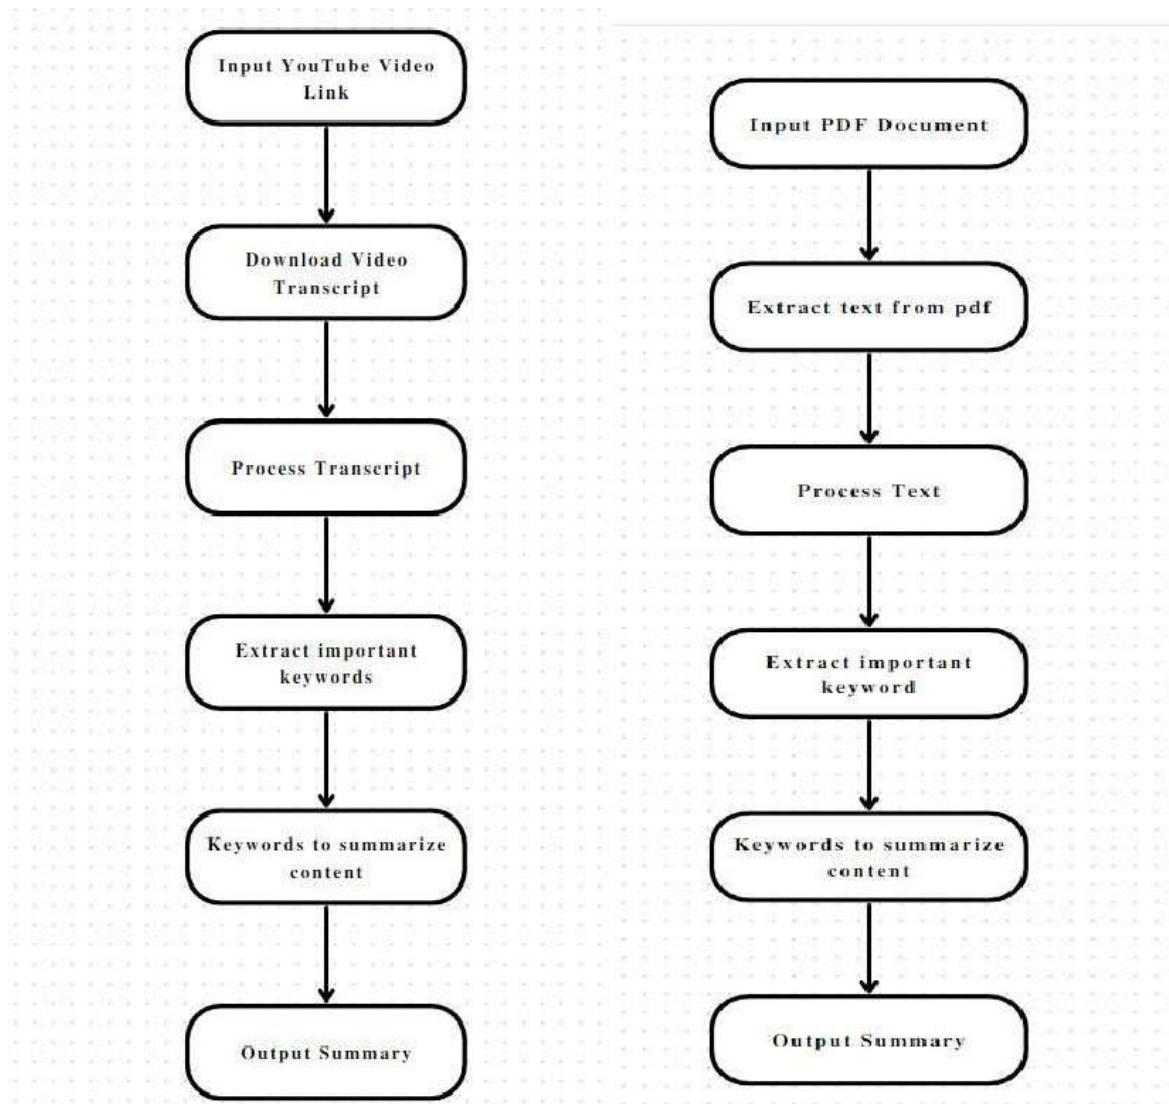 Input YouTube Video
Link
Download Video
Transcript
Process Transcript
Extract important
keywords
Keywords to summarize
content
Output Summary
Input PDF Document
Extract text from pdf
Process Text
Extract important
keyword
Keywords to summarize
content
Output Summary